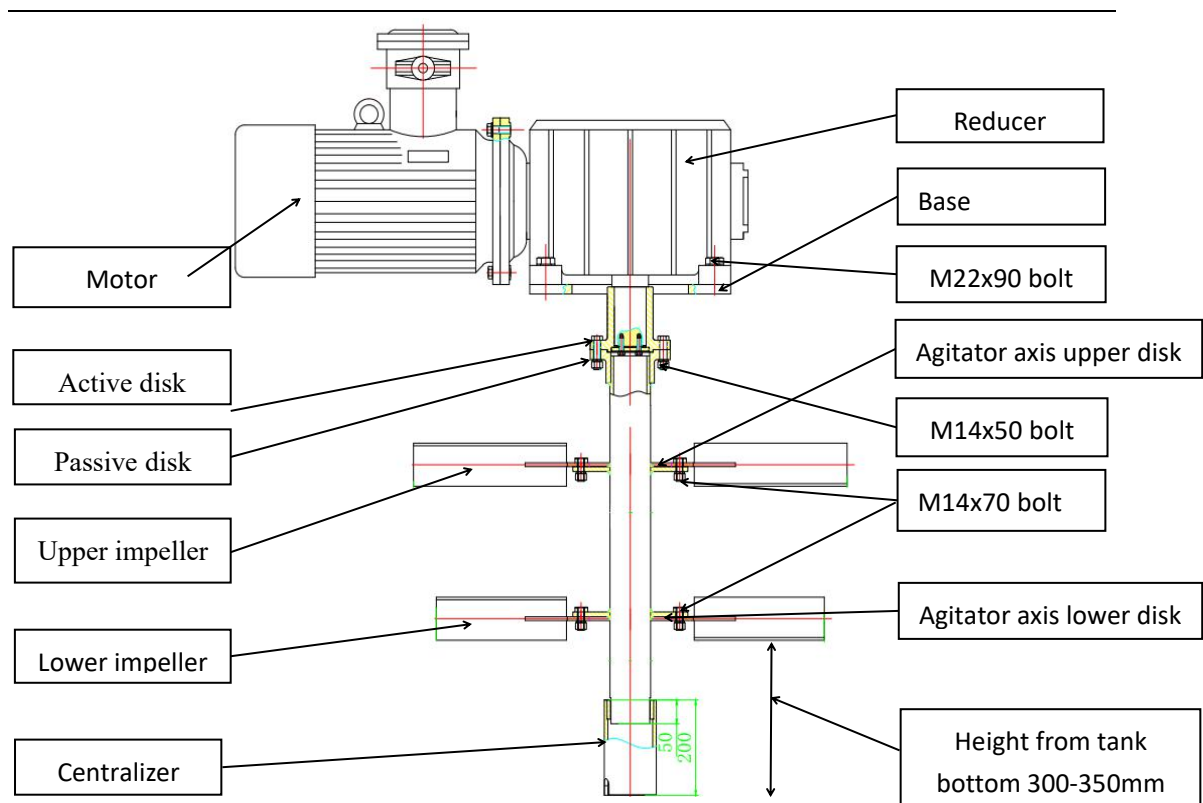 Reducer
Base
Motor
M22x90 bolt
Active disk
Agitator axis upper disk
Passive disk
M14x50 bolt
Upper impeller
M14x70 bolt
Lower impeller
Agitator axis lower disk
50
200
Centralizer
Height from tank
bottom 300-350mm